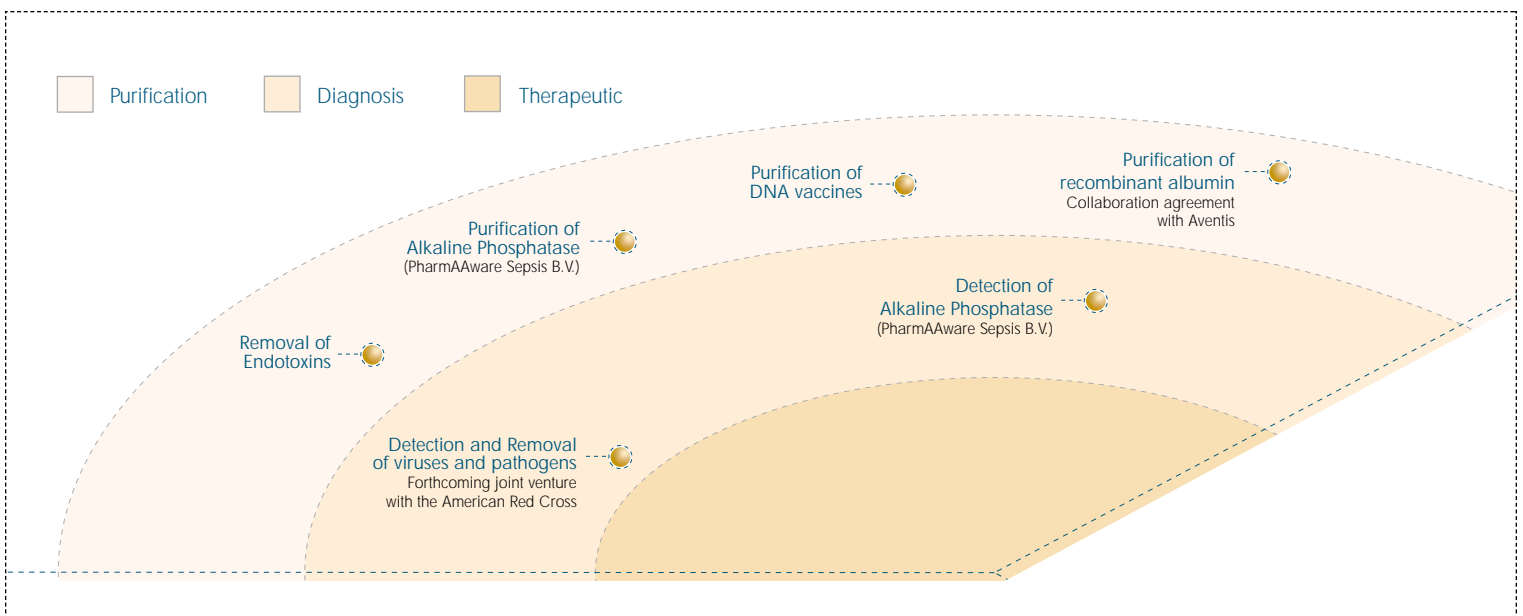 Purification
Diagnosis
Therapeutic
Purification of
DNA vaccines
Purification of
recombinant albumin
Collaboration agreement
with Aventis
Purification of
Alkaline Phosphatase
(PharmAAware Sepsis B.V.)
Detection of
Alkaline Phosphatase
(PharmAAware Sepsis B.V.)
Removal of
Endotoxins
Detection and Removal
of viruses and pathogens
Forthcoming joint venture
with the American Red Cross